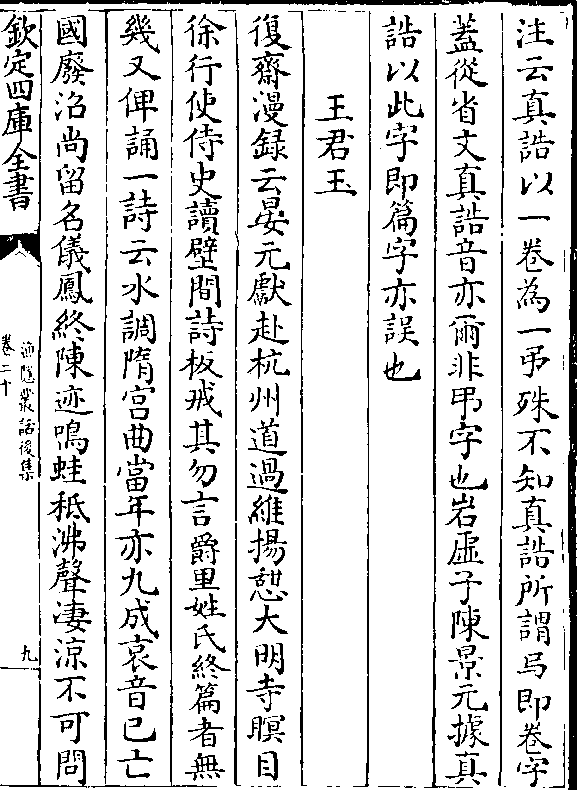 注云真誥以一卷為一弓殊不知真誥所謂㢧即卷字
蓋從省文真誥音亦爾非弔字也岩虛子陳景元據真
誥以此字即篇字亦誤也
王君玉
復齋漫録云晏元獻赴杭州道過維揚憇大明寺瞑目
徐行使侍史讀壁間詩板戒其勿言爵里姓氏終篇者無
幾又俾誦一詩云水調隋宫曲當年亦九成哀音已亡
國廢沼尚留名儀鳳終陳迹鳴蛙秪沸聲凄涼不可問
欽定四庫全書
漁隱叢話後集
卷二十
九